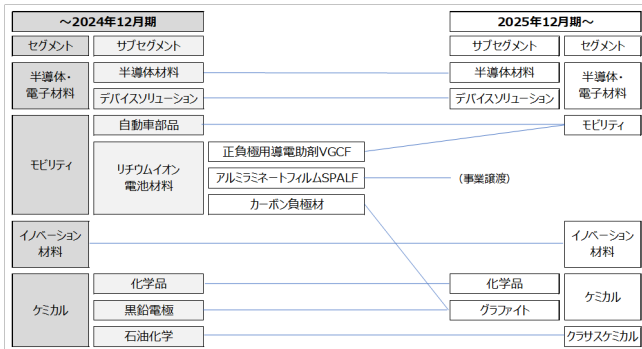 ～2024年12月期
2025年12月期～
セグメント
サブセグメント
サブセグメント
セグメント
半導体・
電子材料
半導体材料
半導体材料
半導体・
電子材料
デバイスソリューション
デバイスソリューション
モビリティ
自動車部品
モビリティ
リチウムイオン
電池材料
正負極用導電助剤VGCF
アルミラミネートフィルムSPALF
（事業譲渡）
カーボン負極材
イノベーション
材料
イノベーション
材料
ケミカル
化学品
化学品
ケミカル
黒鉛電極
グラファイト
石油化学
クラサスケミカル